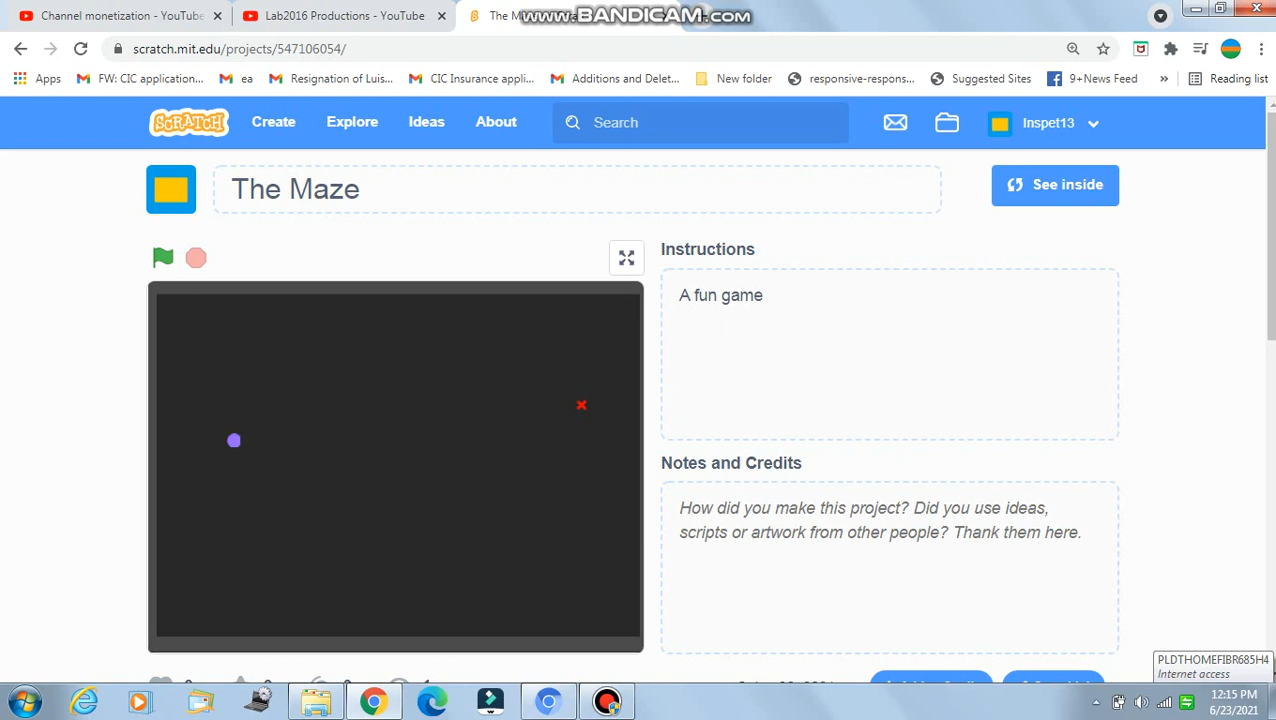 Channel monetization - YouTube
Lab2016 Productions - YouTube
The M
www.BANDICAM.com
scratch.mit.edu/projects/547106054/
Apps
FW: CIC application...
ea
Resignation of Luis...
CIC Insurance appli...
Additions and Delet...
New folder
responsive-respons...
Suggested Sites
9+News Feed
»
Reading list
SCRATCH
Create
Explore
Ideas
About
Search
Inspet13
The Maze
See inside
Instructions
A fun game
Notes and Credits
How did you make this project? Did you use ideas,
scripts or artwork from other people? Thank them here.
PLDTHOMEFIBR685H4
Internet access
12:15 PM
6/23/2021